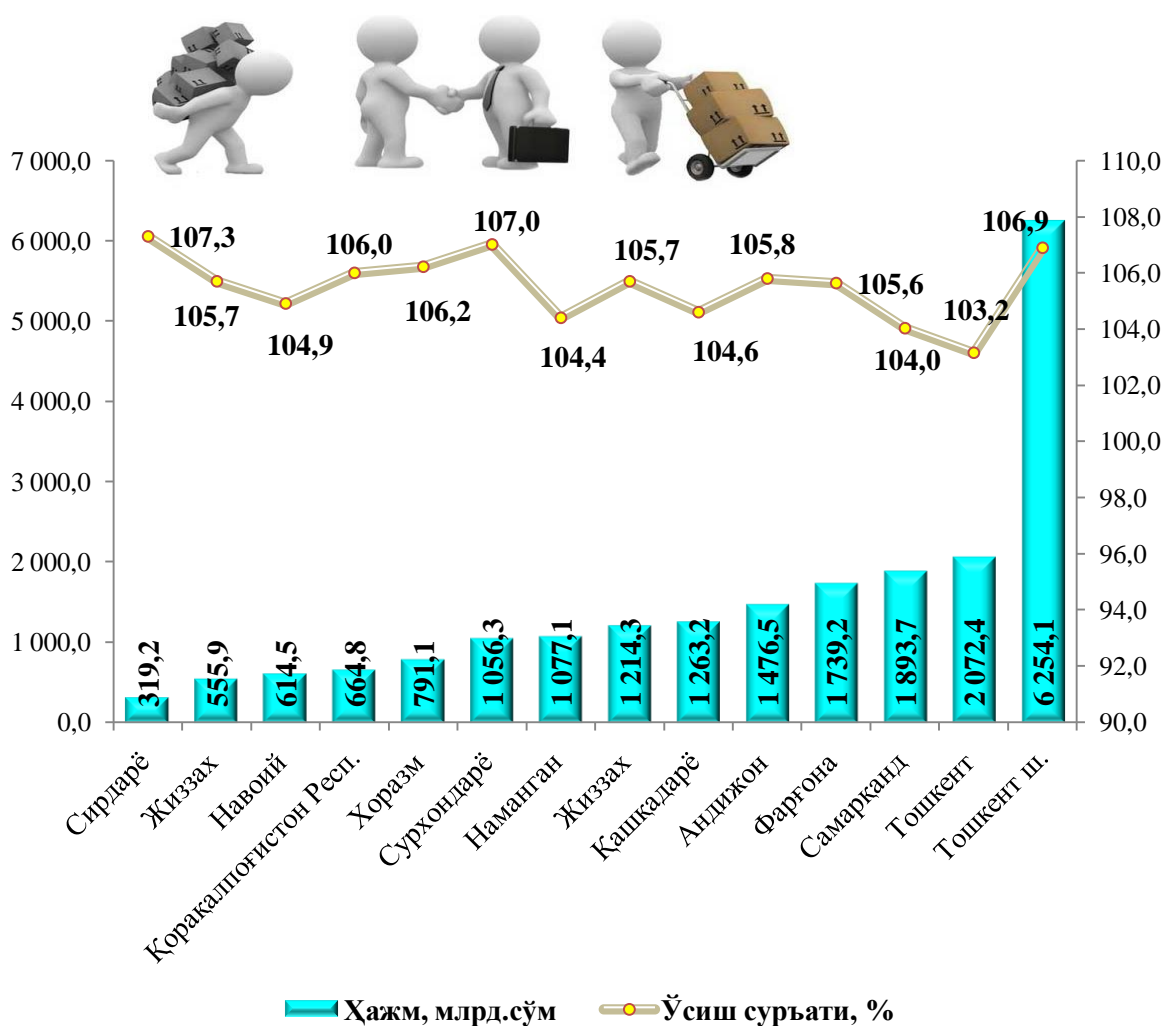 7 000,0
6 000,0
5 000,0
4 000,0
3 000,0
2 000,0
1 000,0
0,0
110,0
108,0
106,0
104,0
102,0
100,0
98,0
96,0
94,0
92,0
90,0
107,3
105,7
104,9
106,0
106,2
107,0
104,4
105,7
104,6
105,8
105,6
104,0
103,2
106,9
319,2
555,9
614,5
664,8
791,1
1 056,3
1 077,1
1 214,3
1 263,2
1 476,5
1 739,2
1 893,7
2 072,4
6 254,1
Сирдарё
Жиззах
Навоий
Қорақалпоғистон Респ.
Хоразм
Сурхондарё
Наманган
Жиззах
Қашқадарё
Андижон
Фарғона
Самарқанд
Тошкент
Тошкент ш.
Ҳажм, млрд.сўм
Ўсиш суръати, %